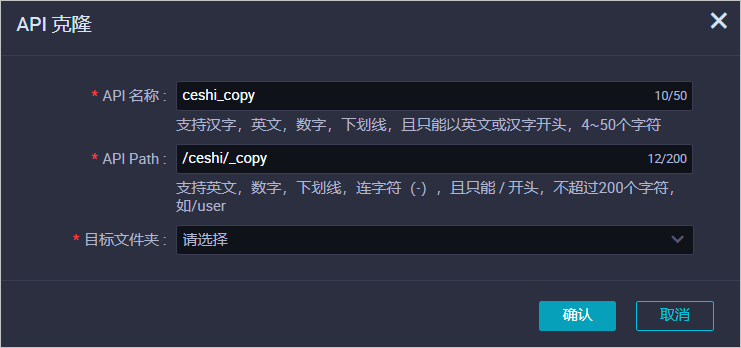 API 克隆
* API 名称 :
ceshi_copy
10/50
支持汉字，英文，数字，下划线，且只能以英文或汉字开头，4~50个字符
* API Path :
/ceshi/_copy
12/200
支持英文，数字，下划线，连字符（-），且只能 / 开头，不超过200个字符，
如/user
* 目标文件夹 :
请选择
确认
取消